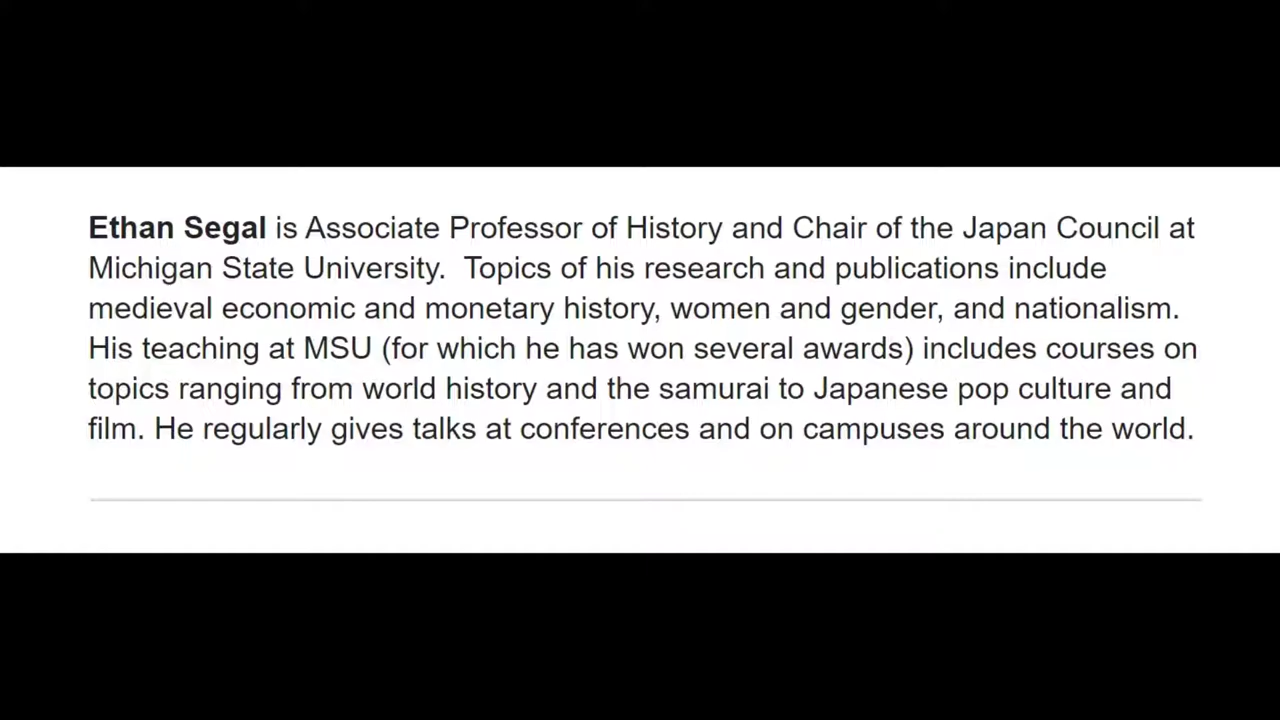 Ethan Segal is Associate Professor of History and Chair of the Japan Council at
Michigan State University.  Topics of his research and publications include
medieval economic and monetary history, women and gender, and nationalism.
His teaching at MSU (for which he has won several awards) includes courses on
topics ranging from world history and the samurai to Japanese pop culture and
film. He regularly gives talks at conferences and on campuses around the world.